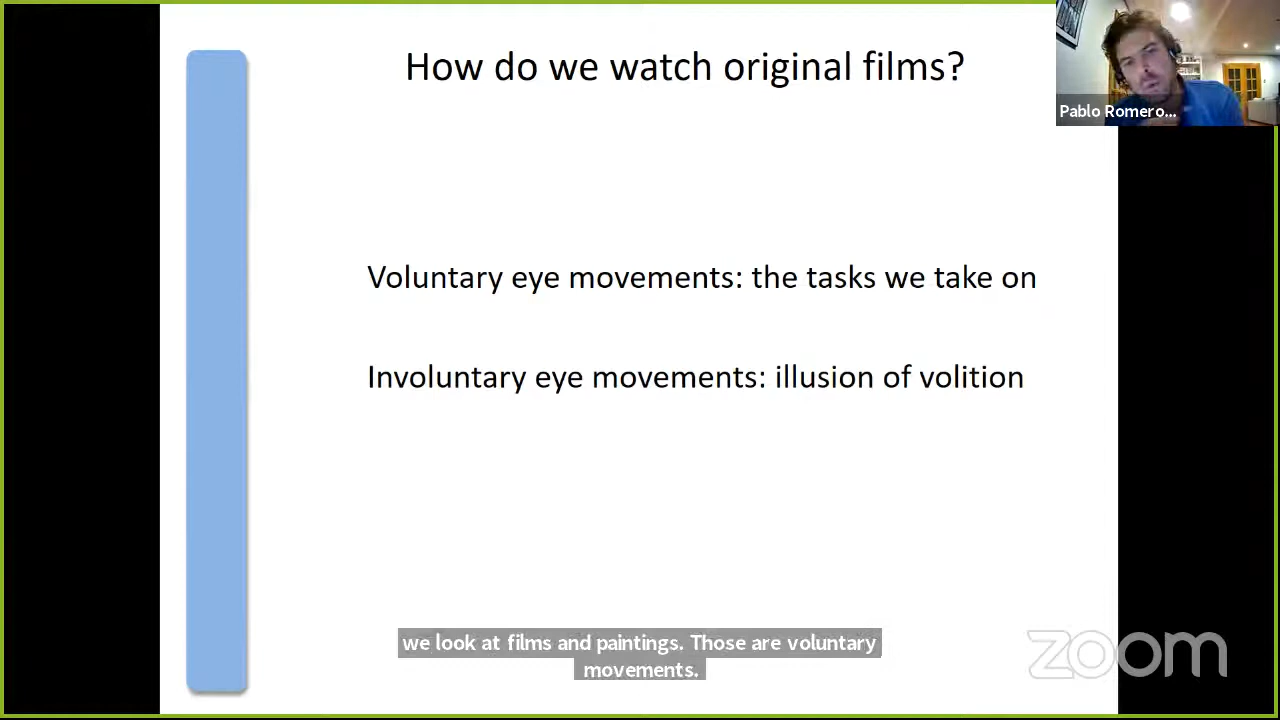 How do we watch original films?
Pablo Romero...
Voluntary eye movements: the tasks we take on
Involuntary eye movements: illusion of volition
we look at films and paintings. Those are voluntary
movements.
zoom